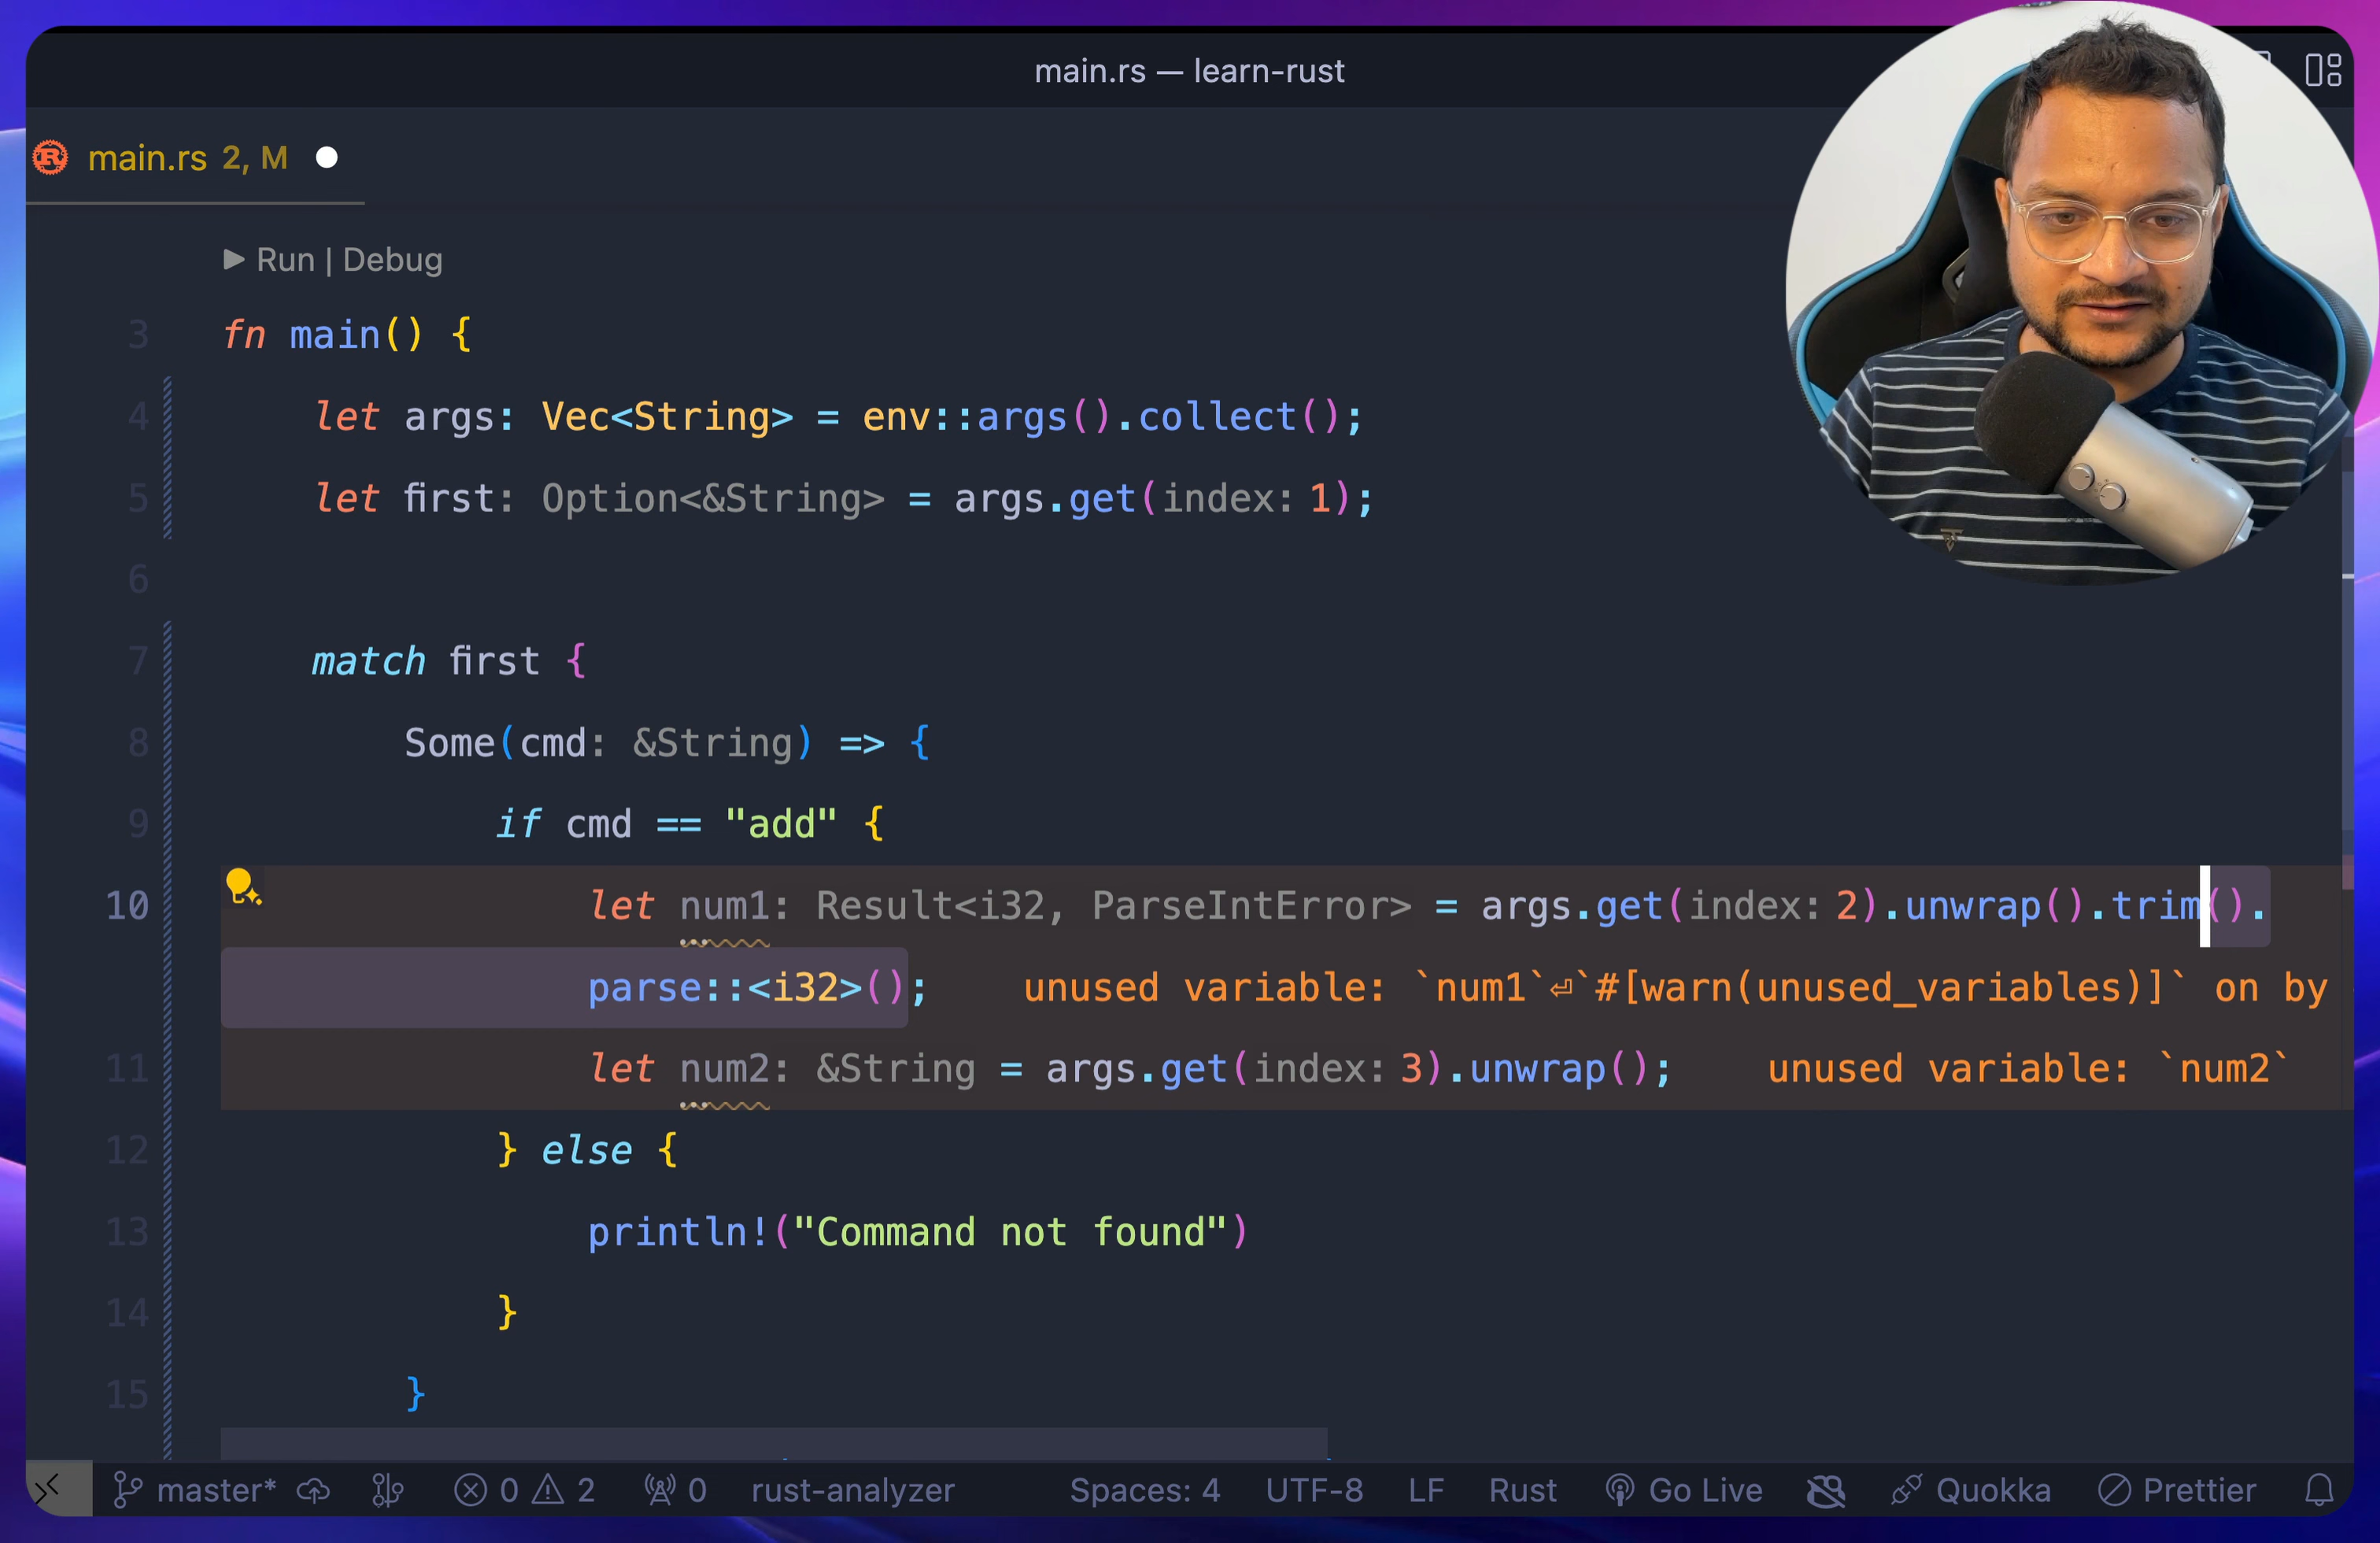 main.rs — learn-rust
main.rs 2, M
Run | Debug
3 fn main() {
4 let args: Vec<String> = env::args().collect();
5 let first: Option<&String> = args.get(index: 1);
6
7 match first {
8 Some(cmd: &String) => {
9 if cmd == "add" {
10 let num1: Result<i32, ParseIntError> = args.get(index: 2).unwrap().trim().
parse::<i32>(); unused variable: `num1`⏎`#[warn(unused_variables)]` on by
11 let num2: &String = args.get(index: 3).unwrap(); unused variable: `num2`
12 } else {
13 println!("Command not found")
14 }
15 }
master* 0 2 0 rust-analyzer Spaces: 4 UTF-8 LF Rust Go Live Quokka Prettier